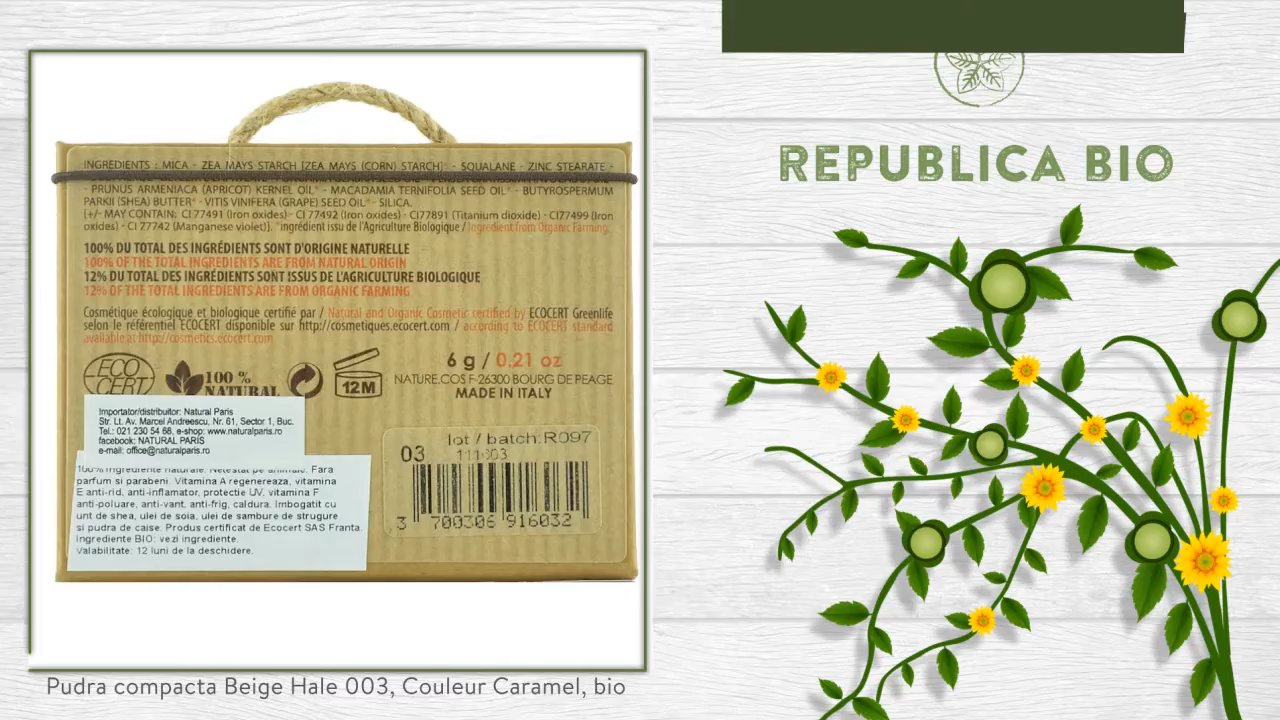 REPUBLICA BIO
INGREDIENTS : MICA - ZEA MAYS STARCH [ZEA MAYS (CORN) STARCH]* - SQUALANE - ZINC STEARATE -
- PRUNUS ARMENIACA (APRICOT) KERNEL OIL* - MACADAMIA TERNIFOLIA SEED OIL* - BUTYROSPERMUM
PARKII (SHEA) BUTTER* - VITIS VINIFERA (GRAPE) SEED OIL* - SILICA.
(+/- MAY CONTAIN: CI 77491 (Iron oxides) - CI 77492 (Iron oxides) - CI77891 (Titanium dioxide) - CI77499 (Iron
oxides) - CI 77742 (Manganese violet)]. *ingrédient issu de l'Agriculture Biologique / Ingredient from Organic Farming.
100% DU TOTAL DES INGRÉDIENTS SONT D'ORIGINE NATURELLE
100% OF THE TOTAL INGREDIENTS ARE FROM NATURAL ORIGIN
12% DU TOTAL DES INGRÉDIENTS SONT ISSUS DE L'AGRICULTURE BIOLOGIQUE
12% OF THE TOTAL INGREDIENTS ARE FROM ORGANIC FARMING
Cosmétique écologique et biologique certifié par / Natural and Organic Cosmetic certified by ECOCERT Greenlife
selon le référentiel ECOCERT disponible sur http://cosmetiques.ecocert.com / according to ECOCERT standard
available at http://cosmetics.ecocert.com
ECO
CERT
100 %
NATURAL
12M
6 g / 0.21 oz
NATURE.COS F-26300 BOURG DE PEAGE
MADE IN ITALY
Importator/distribuitor: Natural Paris
Str. Lt. Av. Marcel Andreescu, Nr. 61, Sector 1, Buc.
Tel.: 021 230 54 68, e-shop: www.naturalparis.ro
facebook: NATURAL PARIS
e-mail: office@naturalparis.ro
100% ingrediente naturale. Netestat pe animale. Fara
parfum si parabeni. Vitamina A regenereaza, vitamina
E anti-rid, anti-inflamator, protectie UV, vitamina F
anti-poluare, anti-vant, anti-frig, caldura. Imbogatit cu
unt de shea, ulei de soia, ulei de sambure de strugure
si pudra de caise. Produs certificat de Ecocert SAS Franta.
Ingrediente BIO: vezi ingrediente.
Valabilitate: 12 luni de la deschidere.
lot / batch: R097
03
111603
3 700306 916032
Pudra compacta Beige Hale 003, Couleur Caramel, bio